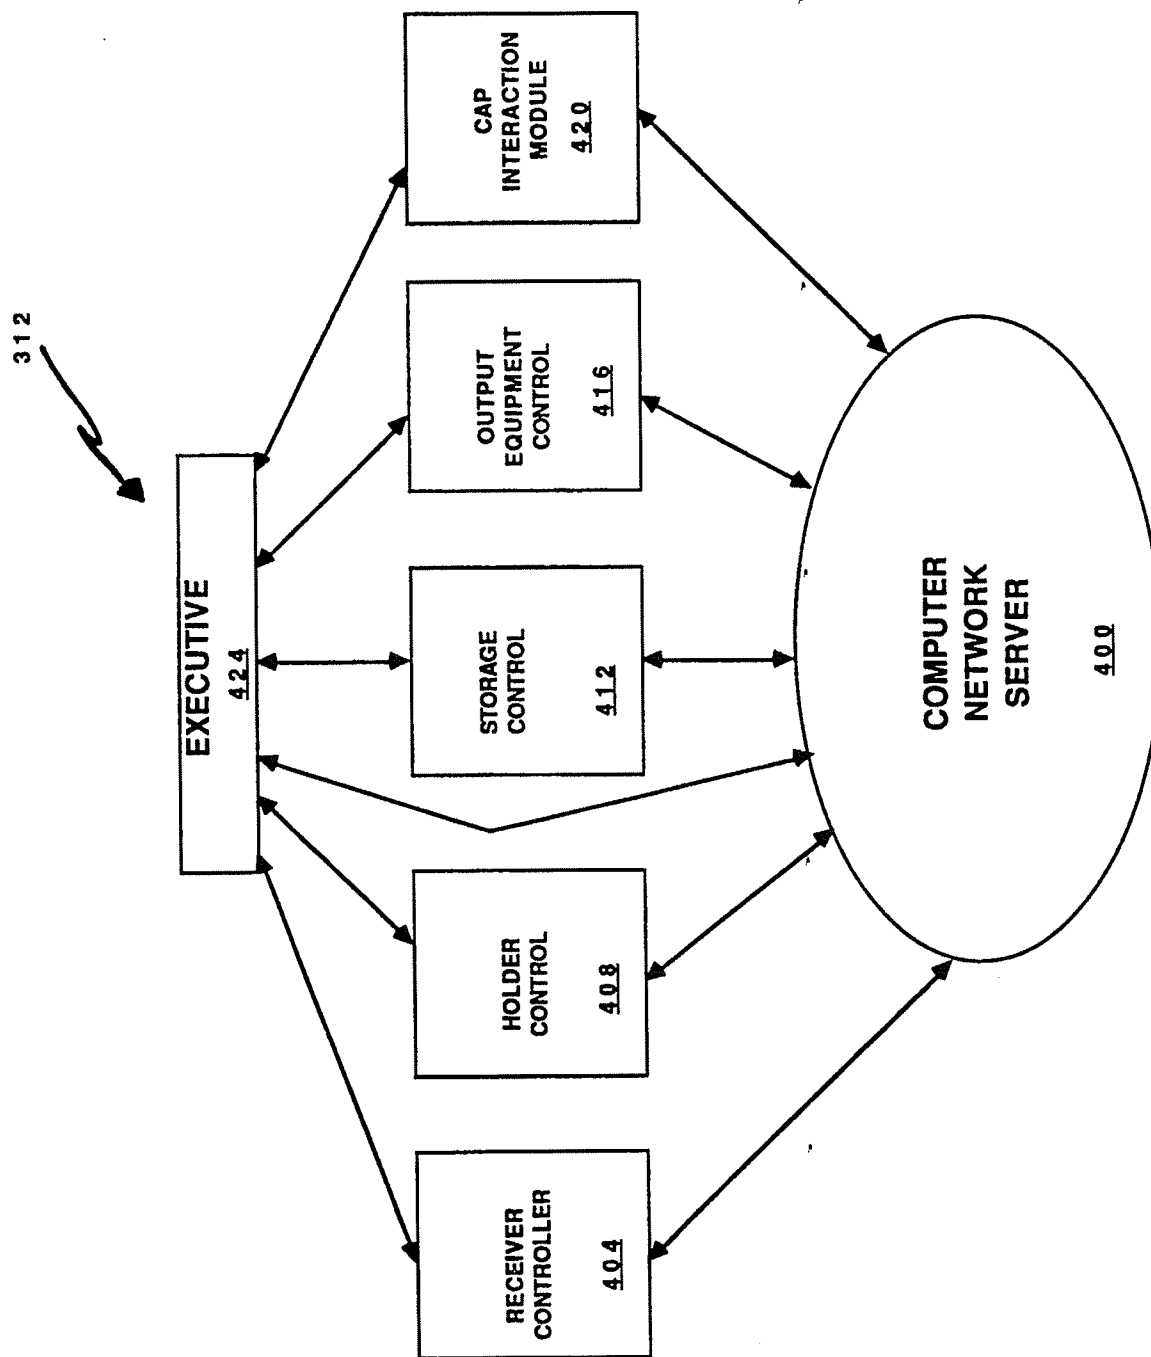 312
EXECUTIVE
424
RECEIVER
CONTROLLER
404
HOLDER
CONTROL
408
STORAGE
CONTROL
412
OUTPUT
EQUIPMENT
CONTROL
416
CAP
INTERACTION
MODULE
420
COMPUTER
NETWORK
SERVER
400